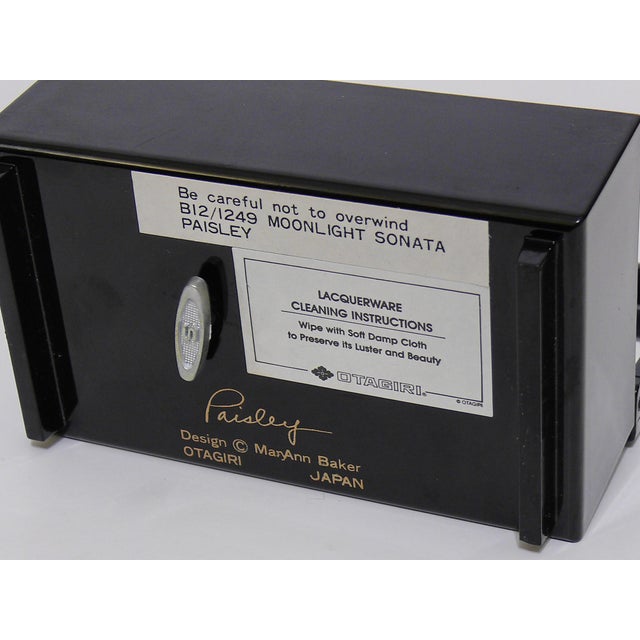 Be careful not to overwind
B12/1249 MOONLIGHT SONATA
PAISLEY
LACQUERWARE
CLEANING INSTRUCTIONS
Wipe with Soft Damp Cloth
to Preserve its Luster and Beauty
OTAGIRI®
© OTAGIRI
Paisley
Design © MaryAnn Baker
OTAGIRI JAPAN